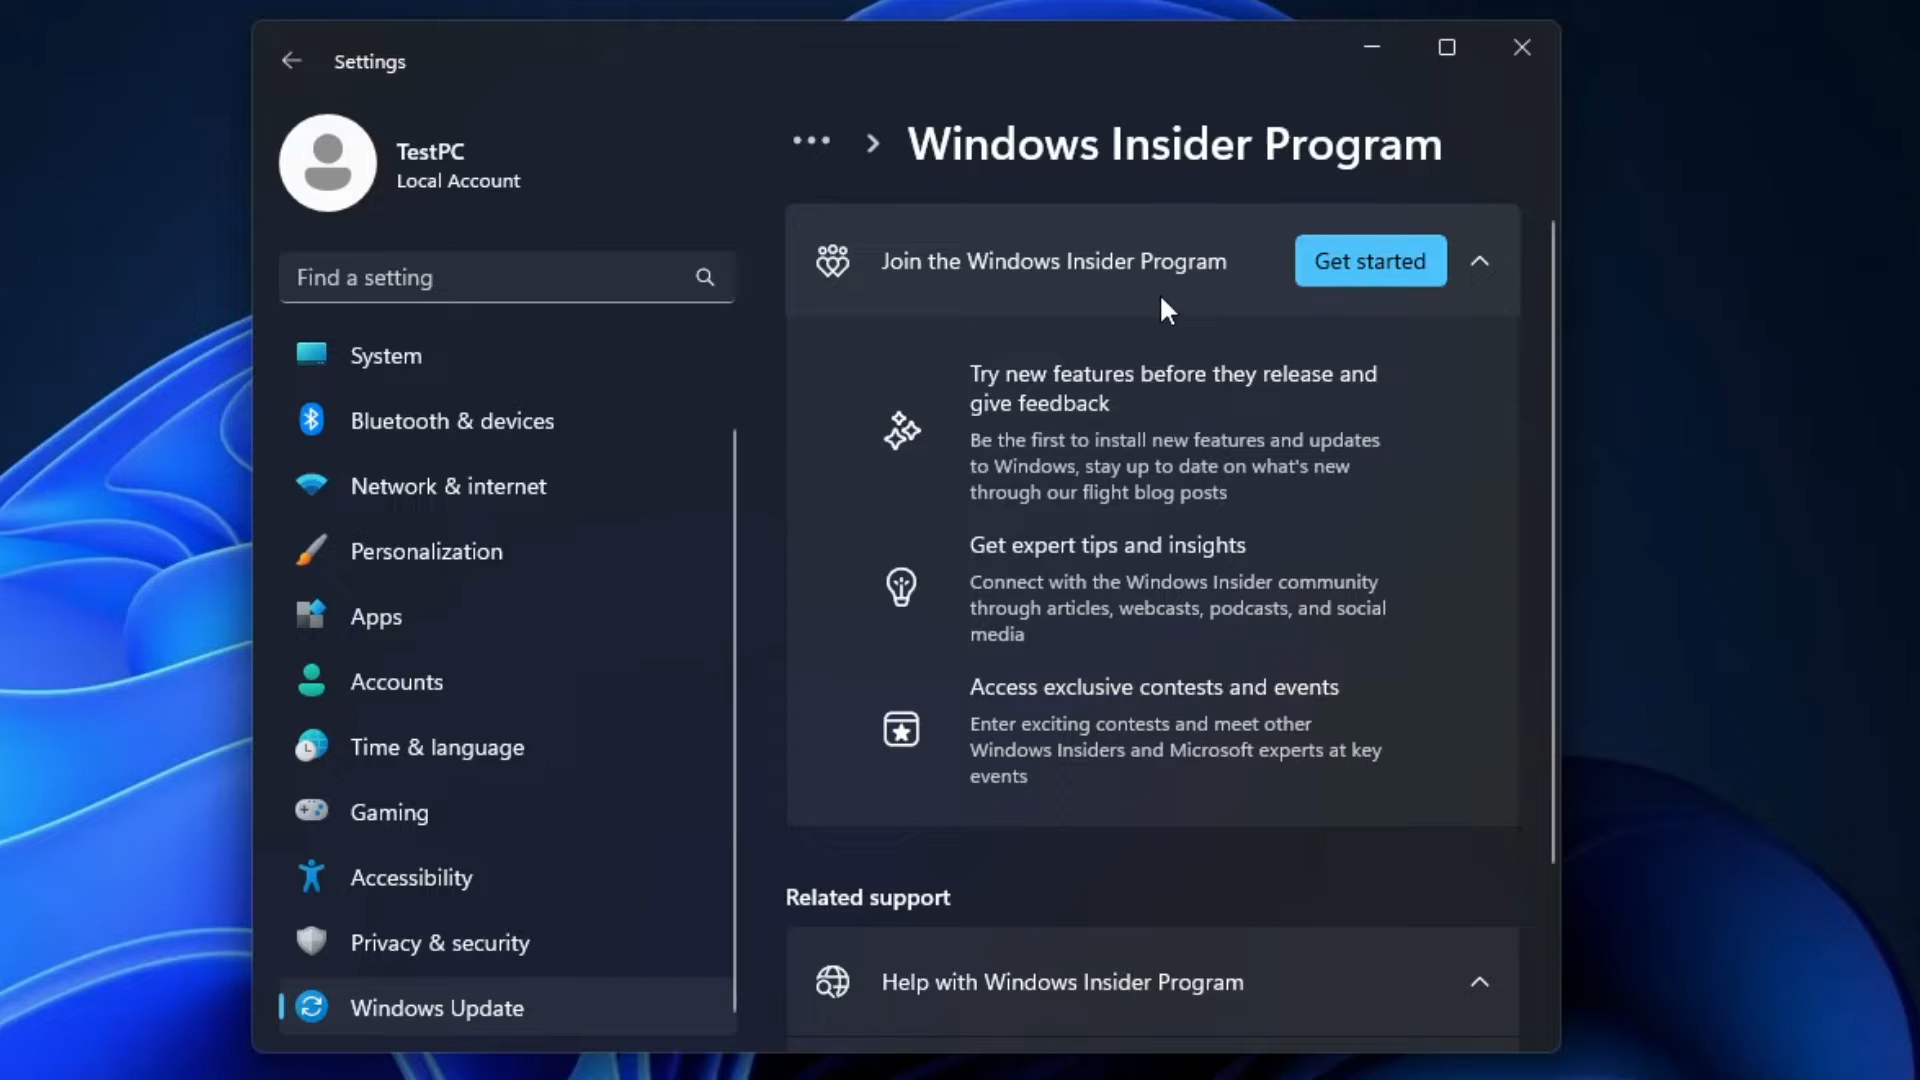 Settings
TestPC
Local Account
Find a setting
System
Bluetooth & devices
Network & internet
Personalization
Apps
Accounts
Time & language
Gaming
Accessibility
Privacy & security
Windows Update
Windows Insider Program
Join the Windows Insider Program
Get started
Try new features before they release and
give feedback
Be the first to install new features and updates
to Windows, stay up to date on what's new
through our flight blog posts
Get expert tips and insights
Connect with the Windows Insider community
through articles, webcasts, podcasts, and social
media
Access exclusive contests and events
Enter exciting contests and meet other
Windows Insiders and Microsoft experts at key
events
Related support
Help with Windows Insider Program